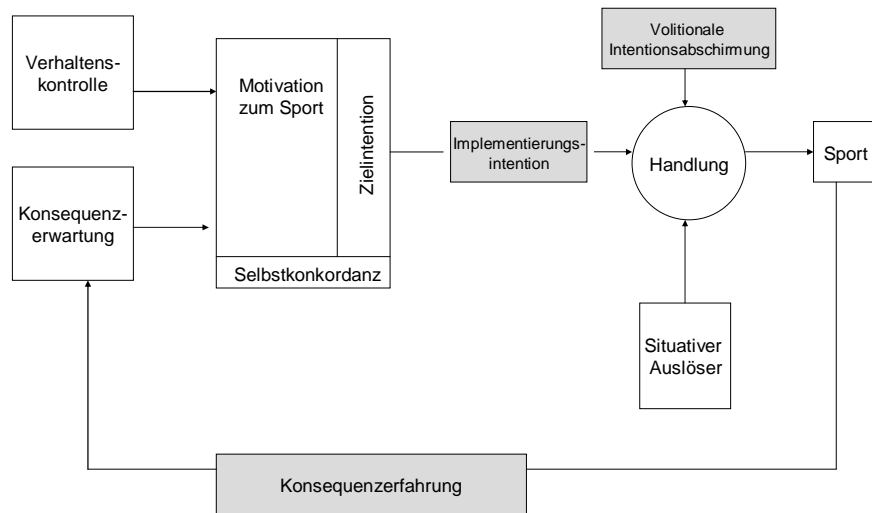 Verhaltens-
kontrolle
Konsequenz-
erwartung
Motivation
zum Sport
Zielintention
Selbstkonkordanz
Implementierungs-
intention
Volitionale
Intentionsabschirmung
Handlung
Sport
Situativer
Auslöser
Konsequenzerfahrung